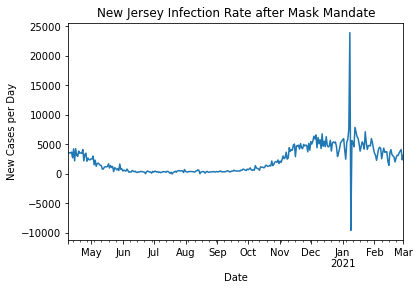 New Jersey Infection Rate after Mask Mandate
New Cases per Day
25000
20000
15000
10000
5000
0
−5000
−10000
May Jun Jul Aug Sep Oct Nov Dec Jan Feb Mar
2021
Date